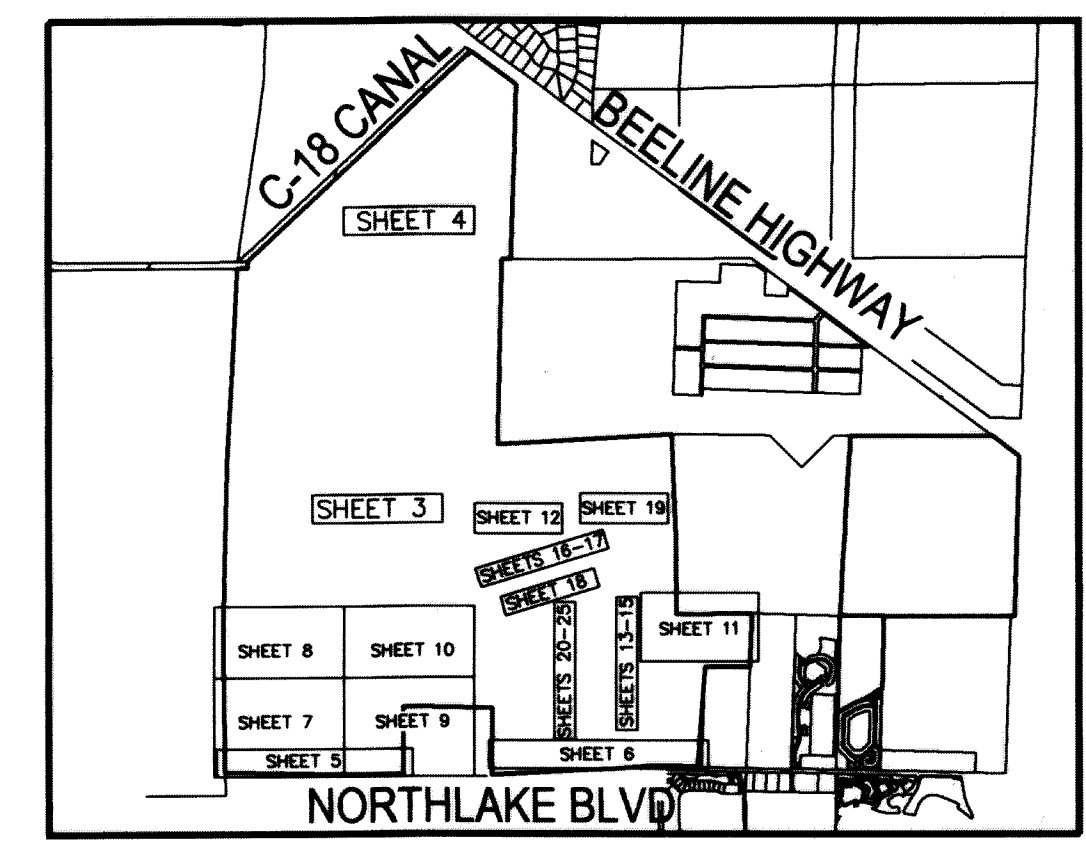 C-18 CANAL
BEELINE HIGHWAY
SHEET 4
SHEET 3
SHEET 12
SHEET 19
SHEETS 16-17
SHEET 18
SHEETS 20-25
SHEETS 13-15
SHEET 11
SHEET 8
SHEET 10
SHEET 7
SHEET 9
SHEET 5
SHEET 6
NORTHLAKE BLVD